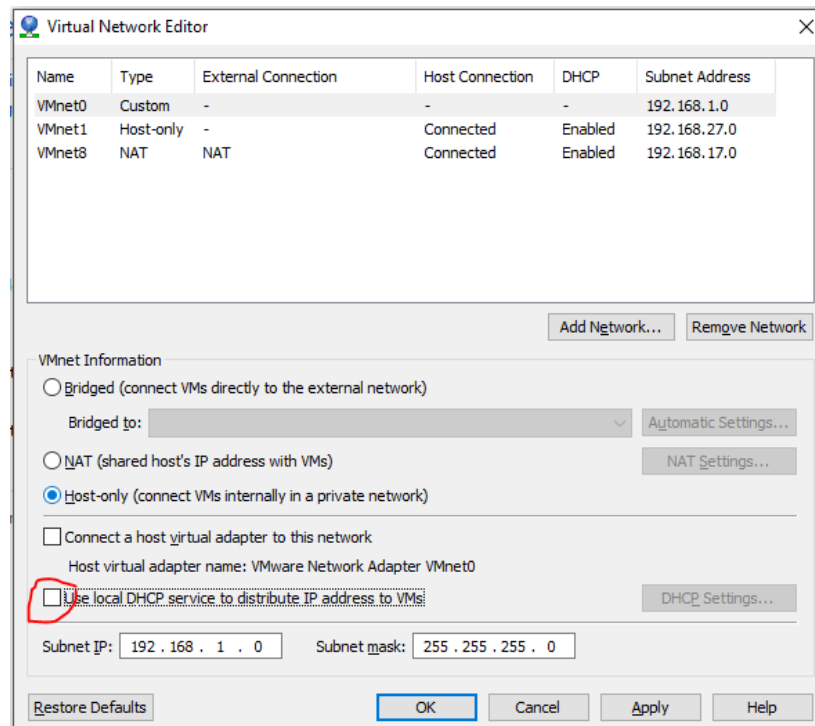 Virtual Network Editor
Name Type External Connection Host Connection DHCP Subnet Address
VMnet0 Custom - - - 192.168.1.0
VMnet1 Host-only - Connected Enabled 192.168.27.0
VMnet8 NAT NAT Connected Enabled 192.168.17.0
Add Network... Remove Network
VMnet Information
Bridged (connect VMs directly to the external network)
Bridged to: Automatic Settings...
NAT (shared host's IP address with VMs) NAT Settings...
Host-only (connect VMs internally in a private network)
Connect a host virtual adapter to this network
Host virtual adapter name: VMware Network Adapter VMnet0
Use local DHCP service to distribute IP address to VMs DHCP Settings...
Subnet IP: 192 . 168 . 1 . 0 Subnet mask: 255 . 255 . 255 . 0
Restore Defaults OK Cancel Apply Help